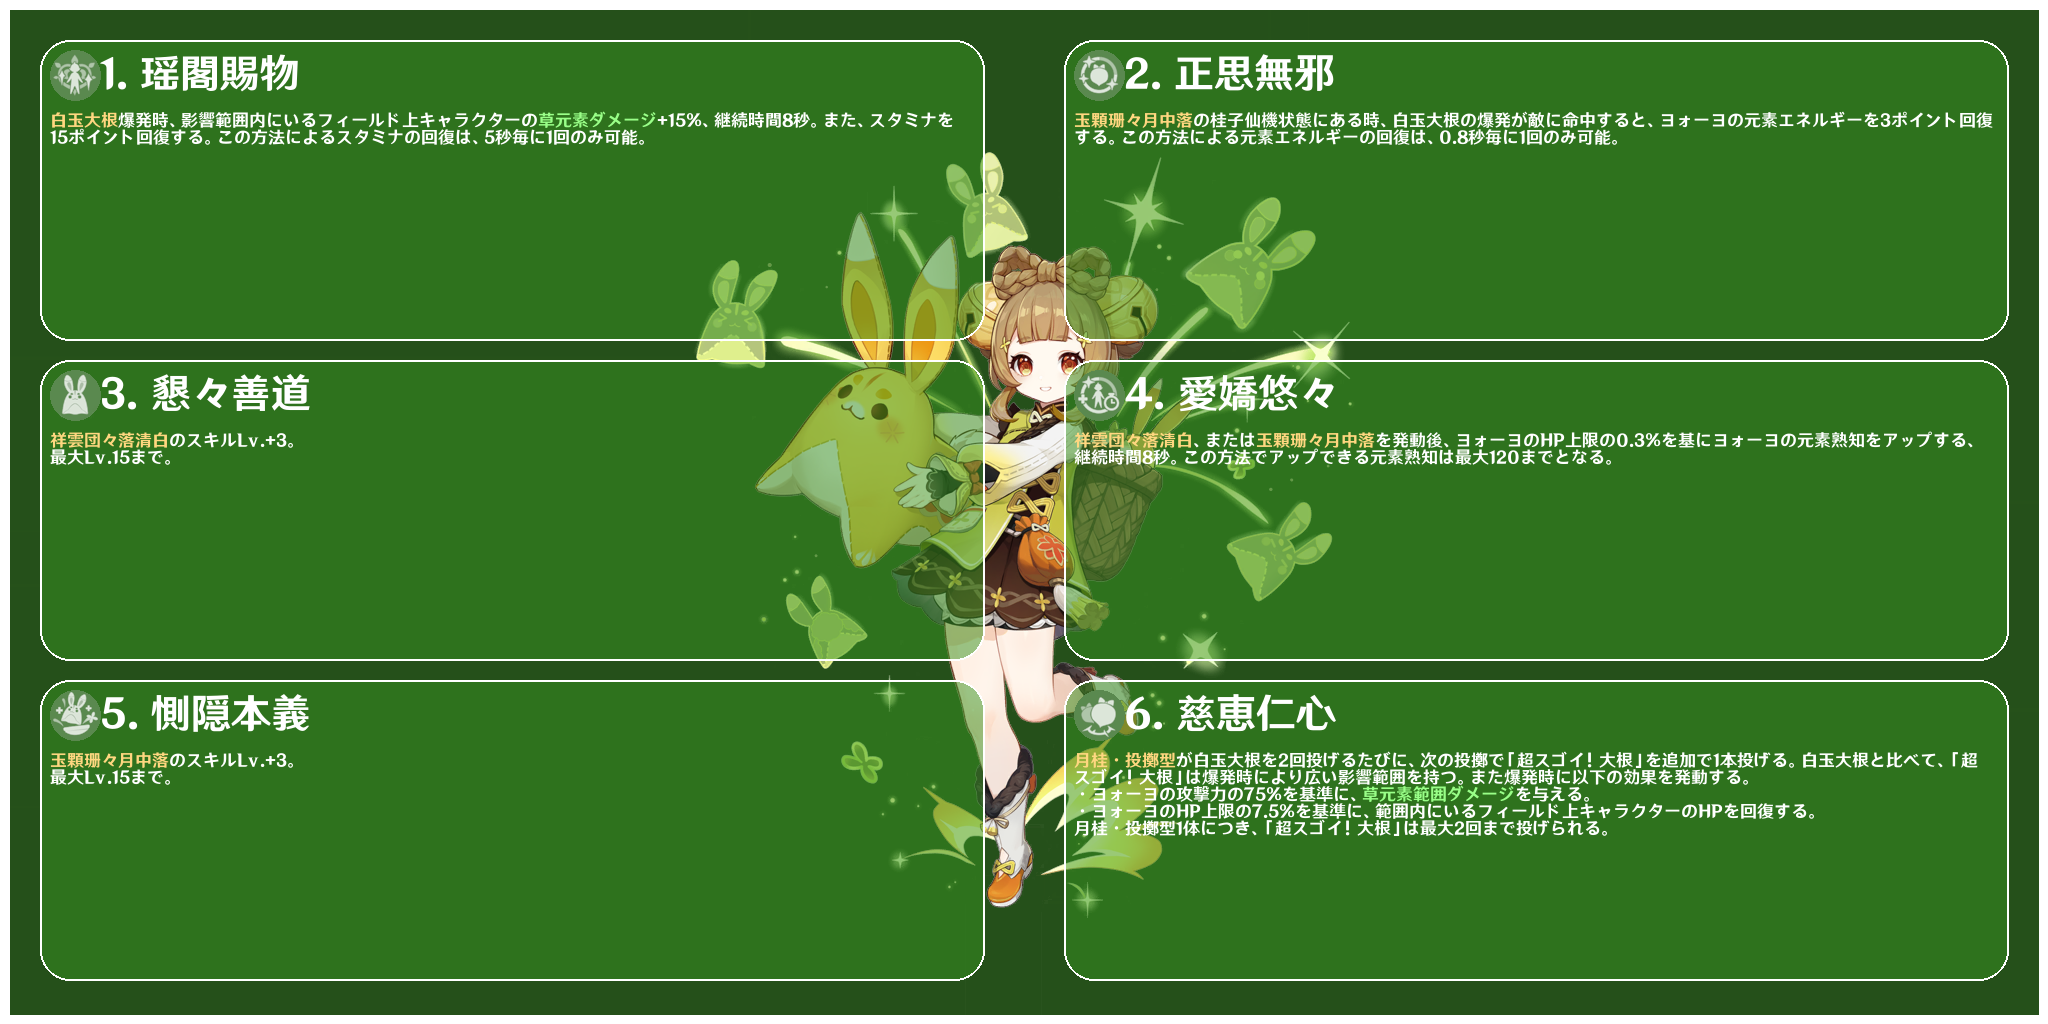 1. 瑶閣賜物
白玉大根爆発時、影響範囲内にいるフィールド上キャラクターの草元素ダメージ+15%、継続時間8秒。また、スタミナを
15ポイント回復する。この方法によるスタミナの回復は、5秒毎に1回のみ可能。
2. 正思無邪
玉顆珊々月中落の桂子仙機状態にある時、白玉大根の爆発が敵に命中すると、ヨォーヨの元素エネルギーを3ポイント回復
する。この方法による元素エネルギーの回復は、0.8秒毎に1回のみ可能。
3. 懇々善道
祥雲団々落清白のスキルLv.+3。
最大Lv.15まで。
4. 愛嬌悠々
祥雲団々落清白、または玉顆珊々月中落を発動後、ヨォーヨのHP上限の0.3%を基にヨォーヨの元素熟知をアップする、
継続時間8秒。この方法でアップできる元素熟知は最大120までとなる。
5. 惻隠本義
玉顆珊々月中落のスキルLv.+3。
最大Lv.15まで。
6. 慈恵仁心
月桂・投擲型が白玉大根を2回投げるたびに、次の投擲で「超スゴイ！大根」を追加で1本投げる。白玉大根と比べて、「超
スゴイ！大根」は爆発時により広い影響範囲を持つ。また爆発時に以下の効果を発動する。
・ヨォーヨの攻撃力の75%を基準に、草元素範囲ダメージを与える。
・ヨォーヨのHP上限の7.5%を基準に、範囲内にいるフィールド上キャラクターのHPを回復する。
月桂・投擲型1体につき、「超スゴイ！大根」は最大2回まで投げられる。